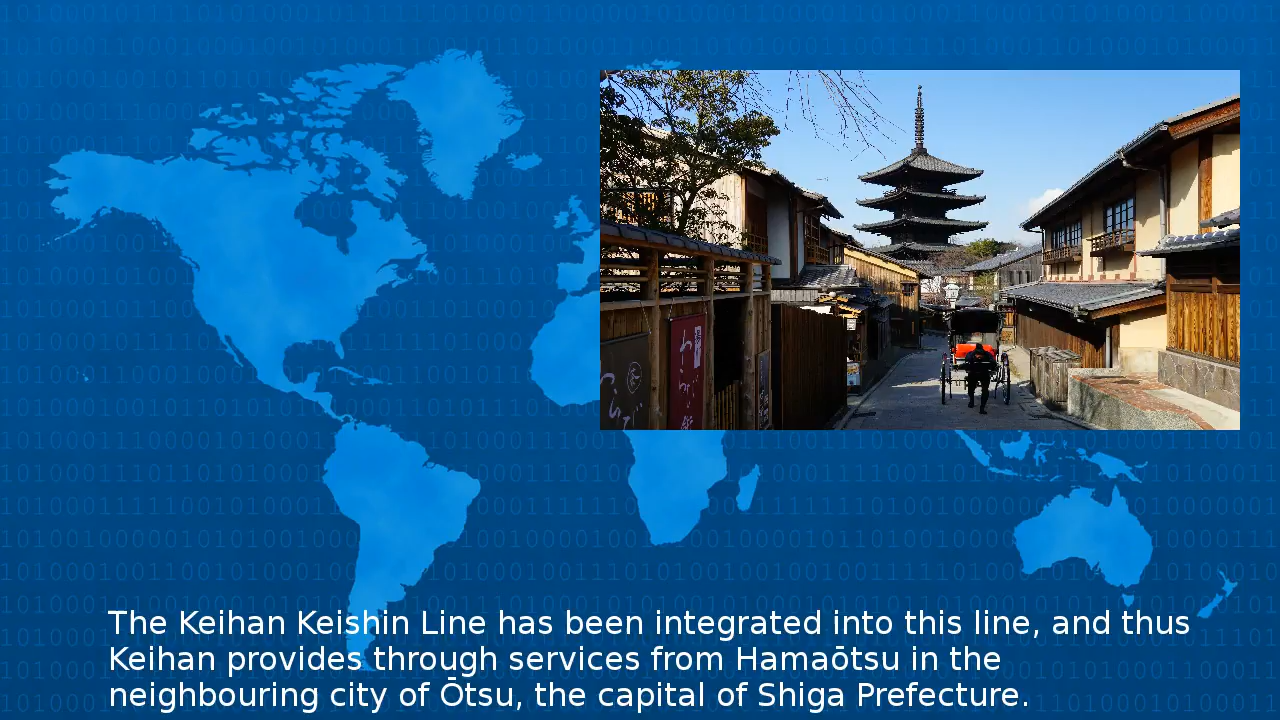 The Keihan Keishin Line has been integrated into this line, and thus
Keihan provides through services from Hamaōtsu in the
neighbouring city of Ōtsu, the capital of Shiga Prefecture.